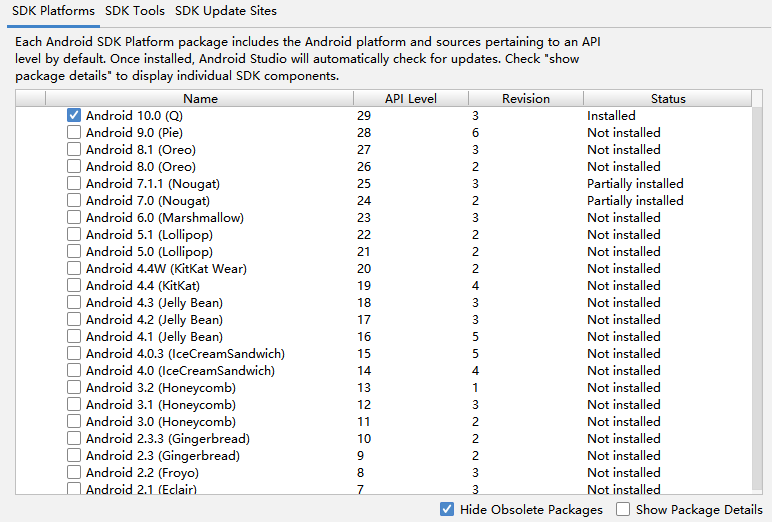 SDK Platforms SDK Tools SDK Update Sites
Each Android SDK Platform package includes the Android platform and sources pertaining to an API
level by default. Once installed, Android Studio will automatically check for updates. Check "show
package details" to display individual SDK components.
Name API Level Revision Status
Android 10.0 (Q) 29 3 Installed
Android 9.0 (Pie) 28 6 Not installed
Android 8.1 (Oreo) 27 3 Not installed
Android 8.0 (Oreo) 26 2 Not installed
Android 7.1.1 (Nougat) 25 3 Partially installed
Android 7.0 (Nougat) 24 2 Partially installed
Android 6.0 (Marshmallow) 23 3 Not installed
Android 5.1 (Lollipop) 22 2 Not installed
Android 5.0 (Lollipop) 21 2 Not installed
Android 4.4W (KitKat Wear) 20 2 Not installed
Android 4.4 (KitKat) 19 4 Not installed
Android 4.3 (Jelly Bean) 18 3 Not installed
Android 4.2 (Jelly Bean) 17 3 Not installed
Android 4.1 (Jelly Bean) 16 5 Not installed
Android 4.0.3 (IceCreamSandwich) 15 5 Not installed
Android 4.0 (IceCreamSandwich) 14 4 Not installed
Android 3.2 (Honeycomb) 13 1 Not installed
Android 3.1 (Honeycomb) 12 3 Not installed
Android 3.0 (Honeycomb) 11 2 Not installed
Android 2.3.3 (Gingerbread) 10 2 Not installed
Android 2.3 (Gingerbread) 9 2 Not installed
Android 2.2 (Froyo) 8 3 Not installed
Android 2.1 (Eclair) 7 3 Not installed
Hide Obsolete Packages Show Package Details